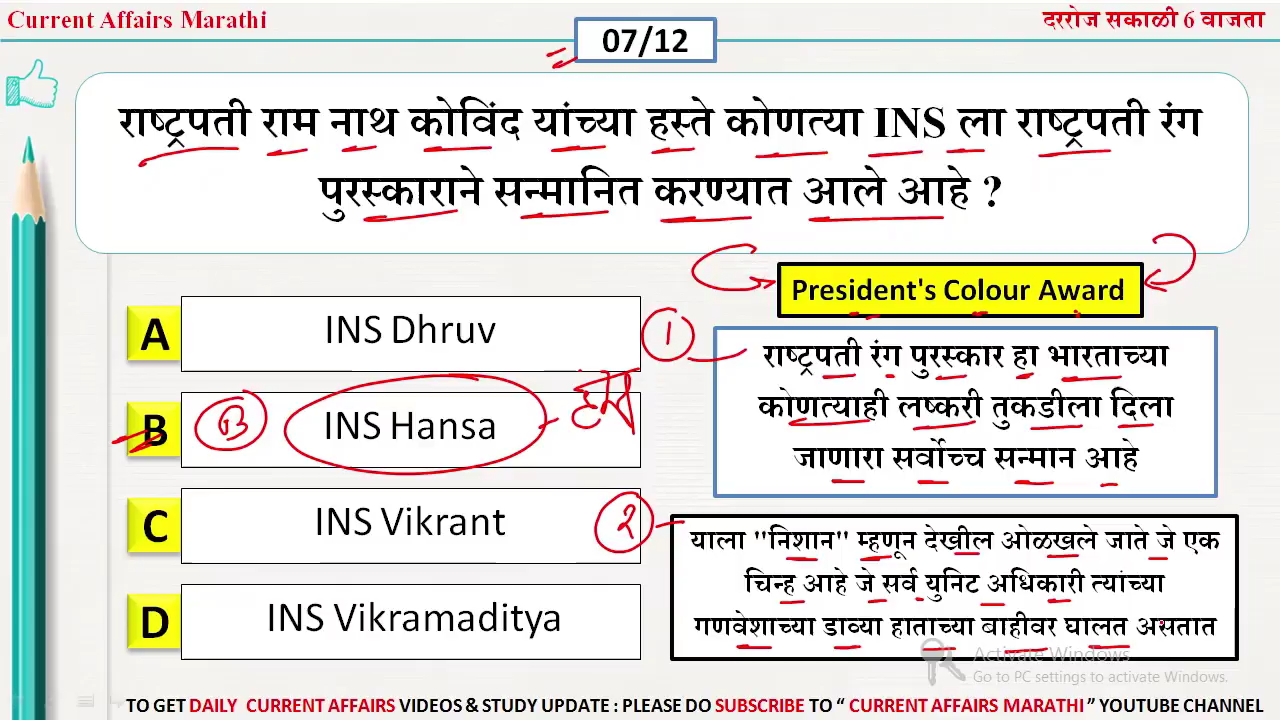 Current Affairs Marathi
दररोज सकाळी 6 वाजता
07/12
राष्ट्रपती राम नाथ कोविंद यांच्या हस्ते कोणत्या INS ला राष्ट्रपती रंग
पुरस्काराने सन्मानित करण्यात आले आहे ?
President's Colour Award
A INS Dhruv
1
राष्ट्रपती रंग पुरस्कार हा भारताच्या
कोणत्याही लष्करी तुकडीला दिला
जाणारा सर्वोच्च सन्मान आहे
B B INS Hansa
C INS Vikrant
२
याला "निशान" म्हणून देखील ओळखले जाते जे एक
चिन्ह आहे जे सर्व युनिट अधिकारी त्यांच्या
गणवेशाच्या डाव्या हाताच्या बाहीवर घालत असतात
D INS Vikramaditya
Activate Windows
Go to PC settings to activate Windows.
TO GET DAILY CURRENT AFFAIRS VIDEOS & STUDY UPDATE : PLEASE DO SUBSCRIBE TO “ CURRENT AFFAIRS MARATHI ” YOUTUBE CHANNEL